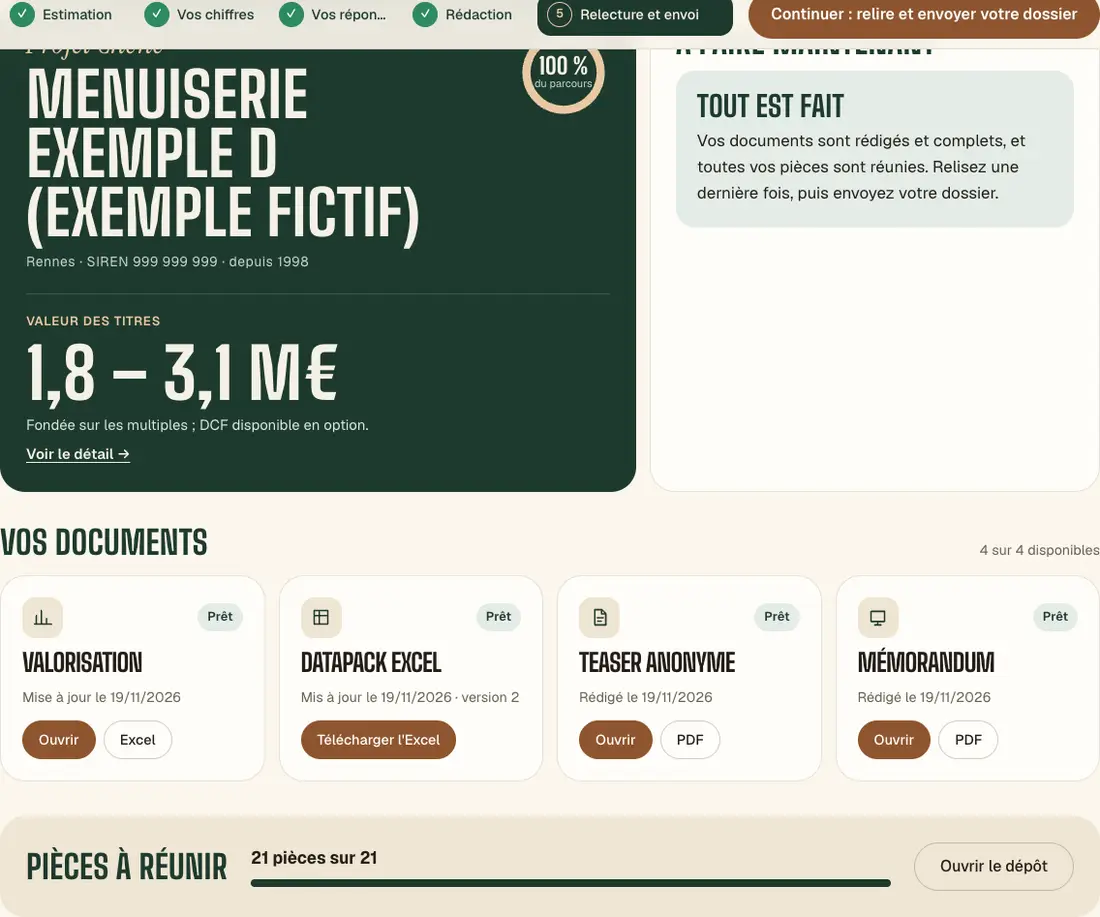 Estimation
Vos chiffres
Vos répon...
Rédaction
5 Relecture et envoi
Continuer : relire et envoyer votre dossier
MENUISERIE
EXEMPLE D
(EXEMPLE FICTIF)
Rennes · SIREN 999 999 999 · depuis 1998
100 %
du parcours
VALEUR DES TITRES
1,8 – 3,1 M€
Fondée sur les multiples ; DCF disponible en option.
Voir le détail →
TOUT EST FAIT
Vos documents sont rédigés et complets, et
toutes vos pièces sont réunies. Relisez une
dernière fois, puis envoyez votre dossier.
VOS DOCUMENTS
4 sur 4 disponibles
Prêt
VALORISATION
Mise à jour le 19/11/2026
Ouvrir
Excel
Prêt
DATAPACK EXCEL
Mis à jour le 19/11/2026 · version 2
Télécharger l'Excel
Prêt
TEASER ANONYME
Rédigé le 19/11/2026
Ouvrir
PDF
Prêt
MÉMORANDUM
Rédigé le 19/11/2026
Ouvrir
PDF
PIÈCES À RÉUNIR
21 pièces sur 21
Ouvrir le dépôt